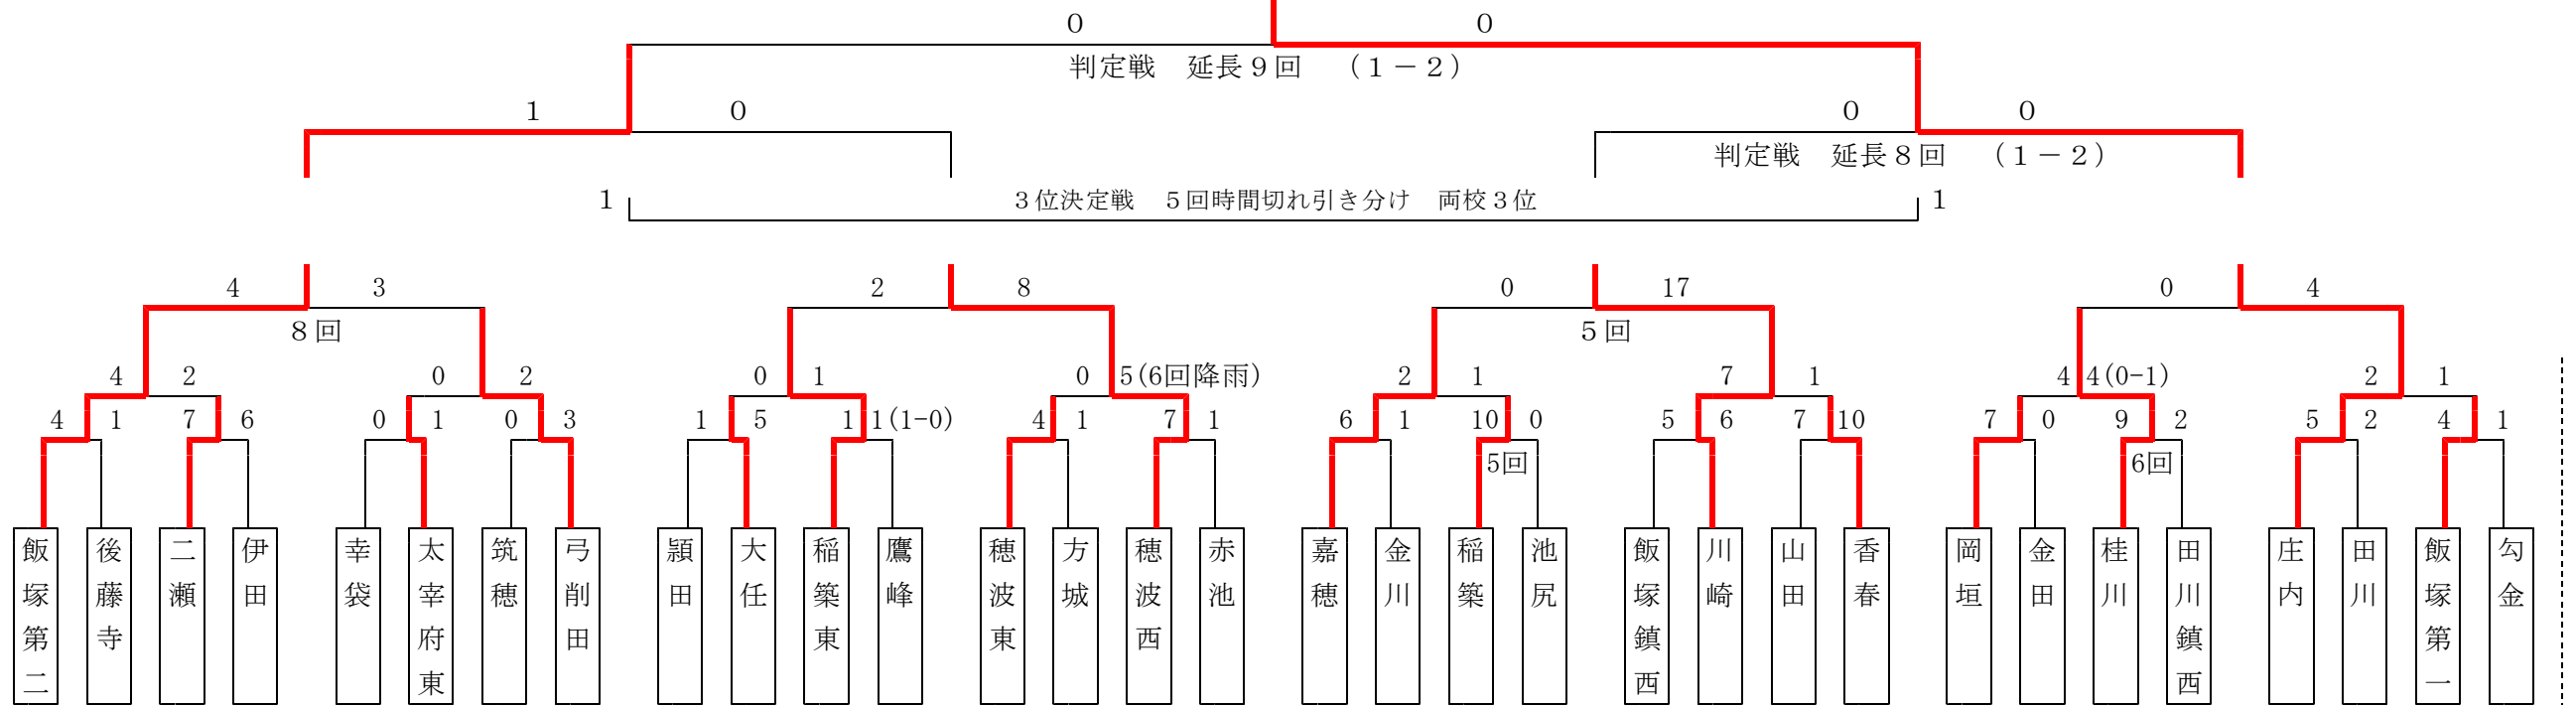 ０ ０
判定戦 延長９回 （１－２）
１ ０ ０ ０
判定戦 延長８回 （１－２）
１ ３位決定戦 ５回時間切れ引き分け 両校３位 １
4 3 2 8 0 17 0 4
８回 ５回
4 2 0 2 0 1 0 5(6回降雨) 2 1 7 1 4 4(0-1) 2 1
4 1 7 6 0 1 0 3 1 5 1 1(1-0) 4 1 7 1 6 1 10 0 5 6 7 10 7 0 9 2 5 2 4 1
5回 6回
飯塚第二
後藤寺
二瀬
伊田
幸袋
太宰府東
筑穂
弓削田
頴田
大任
稲築東
鷹峰
穂波東
方城
穂波西
赤池
嘉穂
金川
稲築
池尻
飯塚鎮西
川崎
山田
香春
岡垣
金田
桂川
田川鎮西
庄内
田川
飯塚第一
勾金